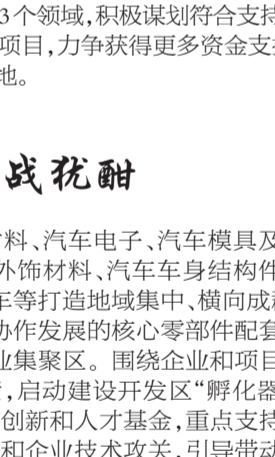 3个领域,积极谋划符合支持
项目,力争获得更多资金支
地。
战犹酣
料、汽车电子、汽车模具及
外饰材料、汽车车身结构件
车等打造地域集中、横向成
协作发展的核心零部件配套
业集聚区。围绕企业和项目
,启动建设开发区“孵化器
创新和人才基金,重点支持
和企业技术攻关,引导带动